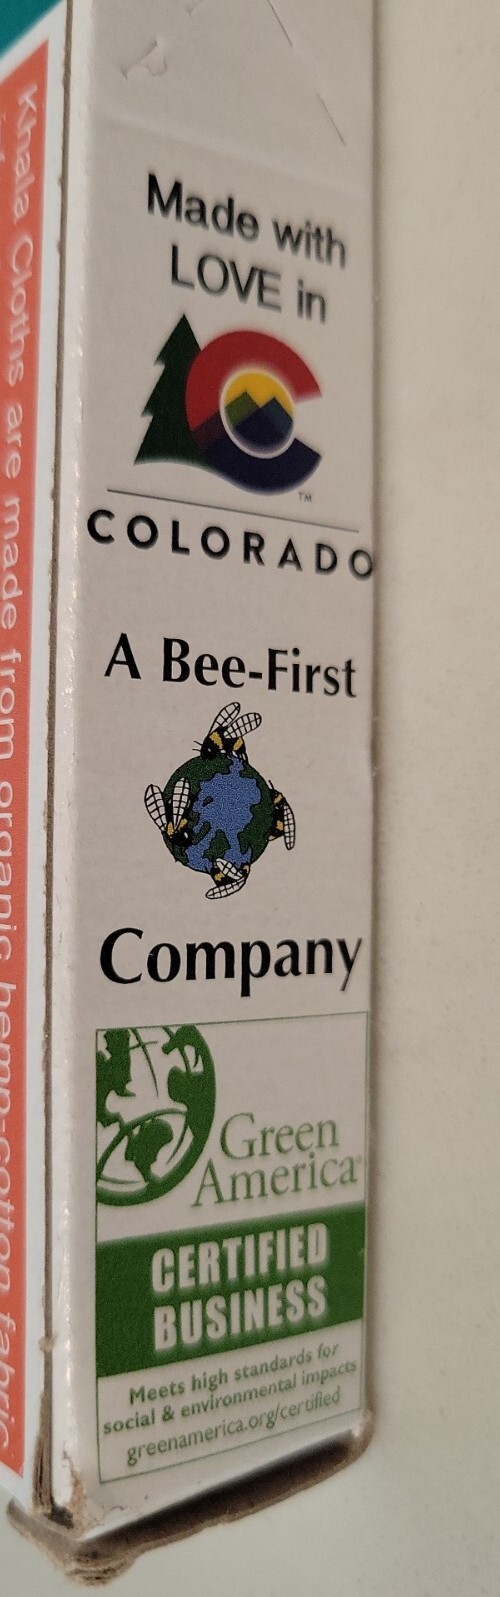 Made with
LOVE in
TM
COLORADO
A Bee-First
Company
Green
America®
CERTIFIED
BUSINESS
Meets high standards for
social & environmental impacts
greenamerica.org/certified
Khala Cloths are made from organic hemp-cotton fabric